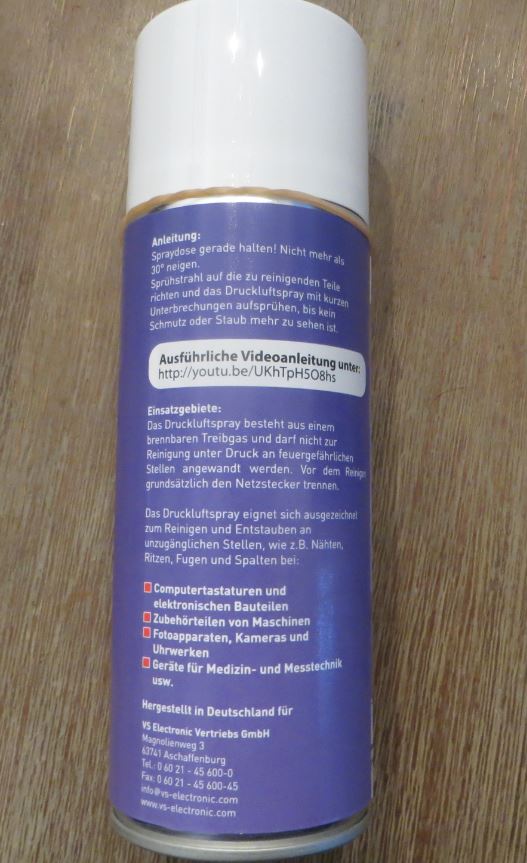 Anleitung:
Spraydose gerade halten! Nicht mehr als
30° neigen.
Sprühstrahl auf die zu reinigenden Teile
richten und das Druckluftspray mit kurzen
Unterbrechungen aufsprühen, bis kein
Schmutz oder Staub mehr zu sehen ist.
Ausführliche Videoanleitung unter:
http://youtu.be/UKhTpH5O8hs
Einsatzgebiete:
Das Druckluftspray besteht aus einem
brennbaren Treibgas und darf nicht zur
Reinigung unter Druck an feuergefährlichen
Stellen angewandt werden. Vor dem Reinigen
grundsätzlich den Netzstecker trennen.
Das Druckluftspray eignet sich ausgezeichnet
zum Reinigen und Entstauben an
unzugänglichen Stellen, wie z.B. Nähten,
Ritzen, Fugen und Spalten bei:
Computertastaturen und
elektronischen Bauteilen
Zubehörteilen von Maschinen
Fotoapparaten, Kameras und
Uhrwerken
Geräte für Medizin- und Messtechnik
usw.
Hergestellt in Deutschland für
VS Electronic Vertriebs GmbH
Magnolienweg 3
63741 Aschaffenburg
Tel.: 0 60 21 - 45 600-0
Fax: 0 60 21 - 45 600-45
info@vs-electronic.com
www.vs-electronic.com